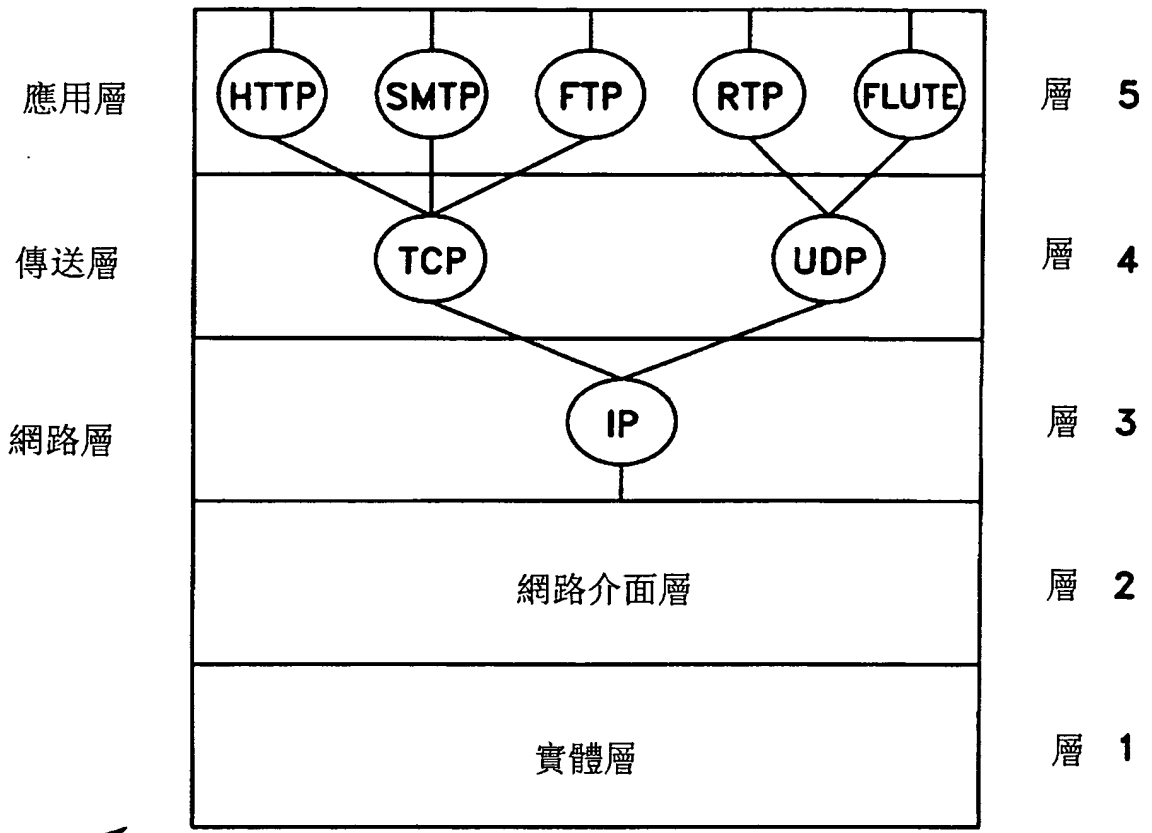 應用層 HTTP SMTP FTP RTP FLUTE 層 5
傳送層 TCP UDP 層 4
網路層 IP 層 3
網路介面層 層 2
實體層 層 1